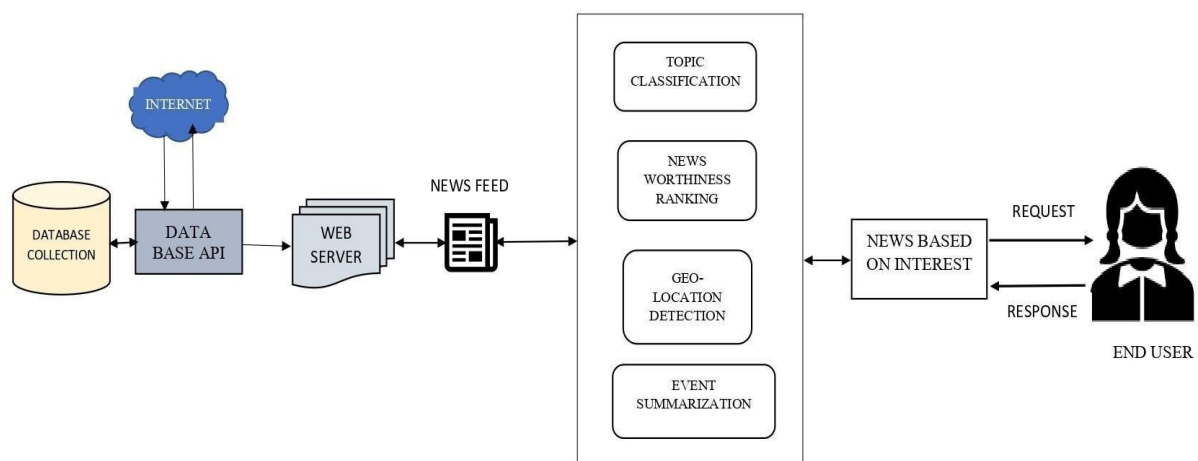 INTERNET
DATABASE
COLLECTION
DATA
BASE API
WEB
SERVER
NEWS FEED
TOPIC
CLASSIFICATION
NEWS
WORTHINESS
RANKING
GEO-
LOCATION
DETECTION
EVENT
SUMMARIZATION
NEWS BASED
ON INTEREST
REQUEST
RESPONSE
END USER